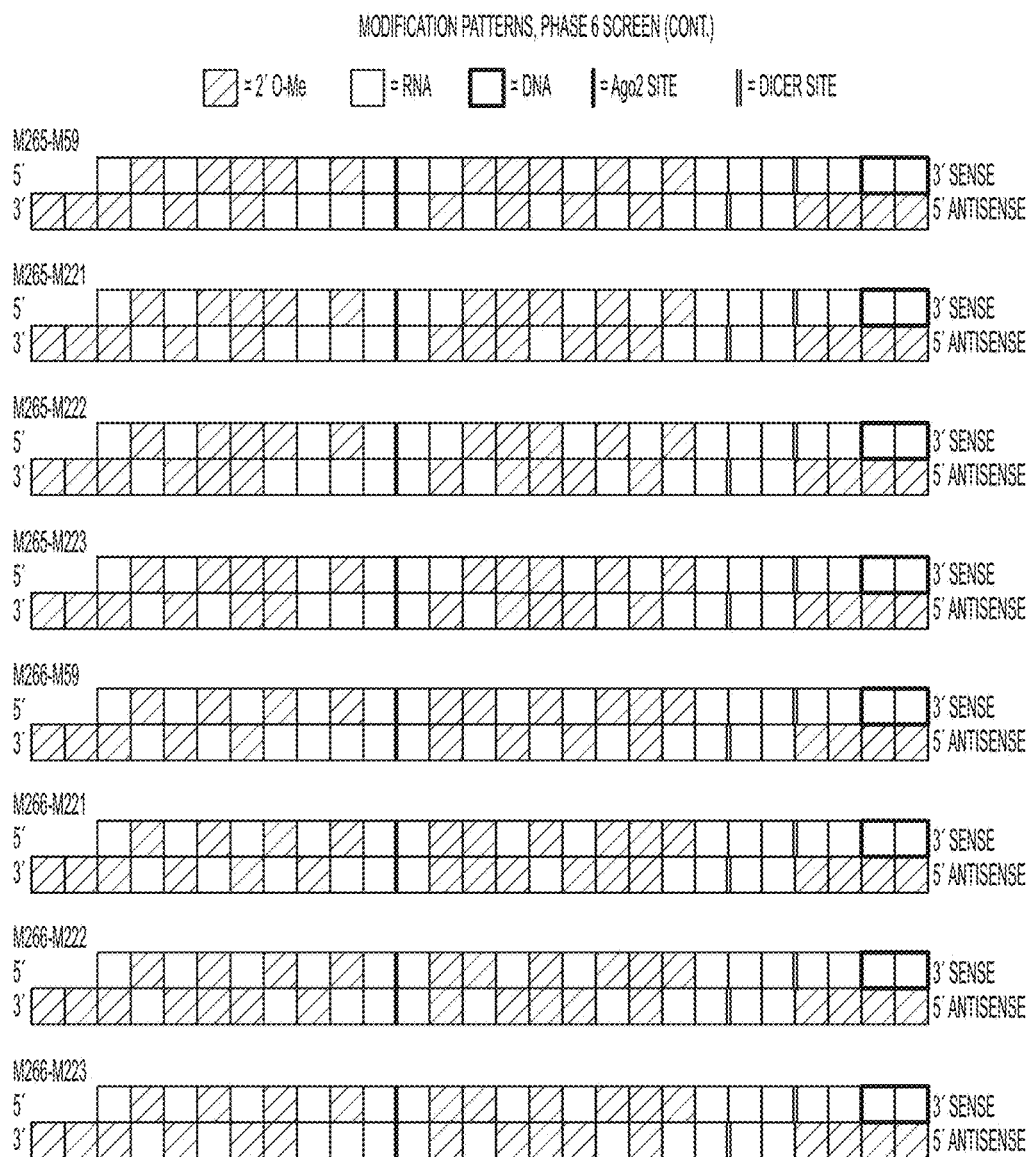 MODIFICATION PATTERNS, PHASE 6 SCREEN (CONT.)
= 2′ O-Me = RNA = DNA = Ago2 SITE = DICER SITE
M265-M59
5′ 3′ SENSE
3′ 5′ ANTISENSE
M265-M221
5′ 3′ SENSE
3′ 5′ ANTISENSE
M265-M222
5′ 3′ SENSE
3′ 5′ ANTISENSE
M265-M223
5′ 3′ SENSE
3′ 5′ ANTISENSE
M266-M59
5′ 3′ SENSE
3′ 5′ ANTISENSE
M266-M221
5′ 3′ SENSE
3′ 5′ ANTISENSE
M266-M222
5′ 3′ SENSE
3′ 5′ ANTISENSE
M266-M223
5′ 3′ SENSE
3′ 5′ ANTISENSE